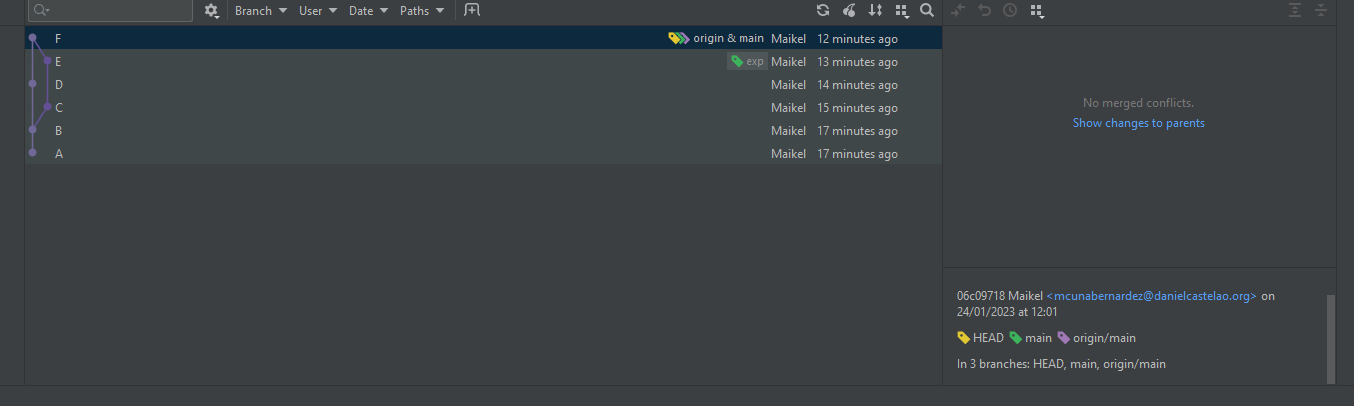 Branch User Date Paths
F origin & main Maikel 12 minutes ago
E exp Maikel 13 minutes ago
D Maikel 14 minutes ago
C Maikel 15 minutes ago
B Maikel 17 minutes ago
A Maikel 17 minutes ago
No merged conflicts.
Show changes to parents
06c09718 Maikel <mcunabernardez@danielcastelao.org> on
24/01/2023 at 12:01
HEAD main origin/main
In 3 branches: HEAD, main, origin/main